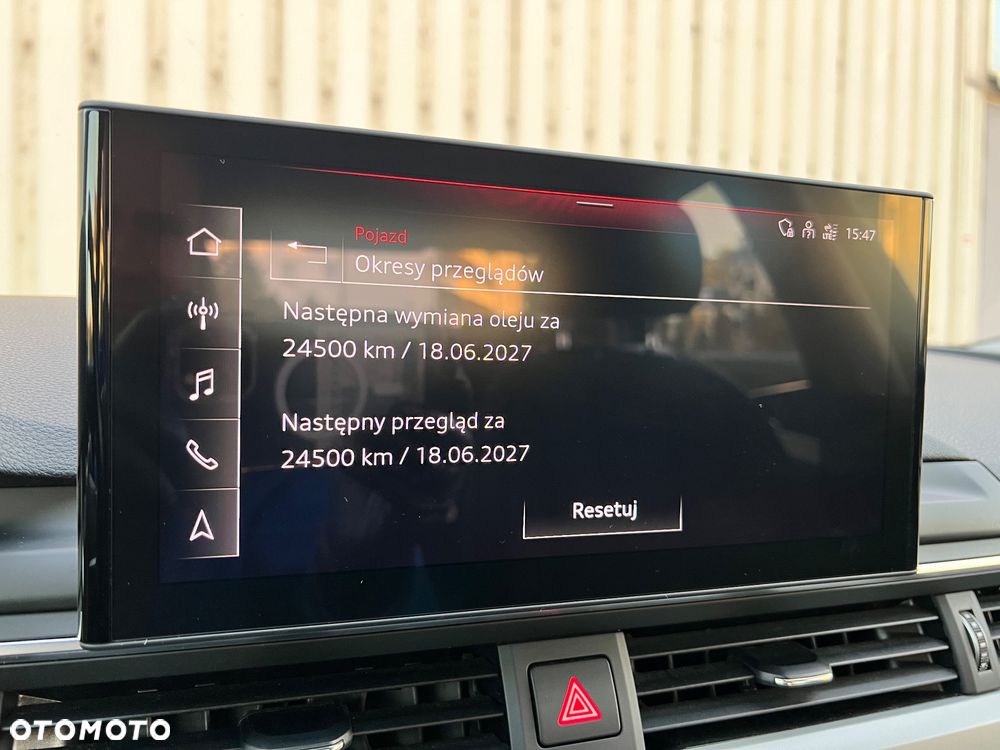 15:47
Pojazd
Okresy przeglądów
Następna wymiana oleju za
24500 km / 18.06.2027
Następny przegląd za
24500 km / 18.06.2027
Resetuj
OTOMOTO